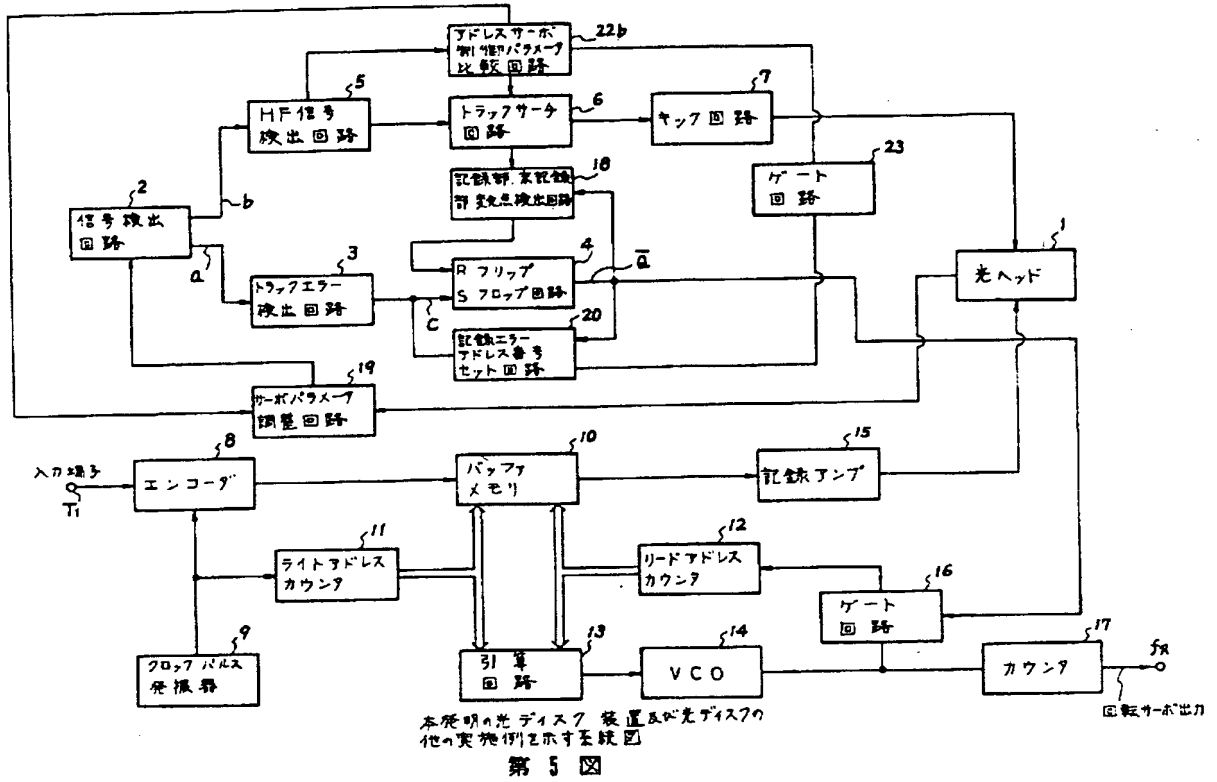 アドレスサーボ
制御パラメータ
比較回路
22b
HF信号
検出回路
5
トラックサーチ
回路
6
キック回路
7
記録部、未記録
部変化点検出回路
18
ゲート
回路
23
信号検出
回路
2
b
a
トラックエラー
検出回路
3
R フリップ
S フロップ回路
4
Q
C
光ヘッド
1
記録エラー
アドレス番号
セット回路
20
サーボパラメータ
調整回路
19
入力端子
T1
エンコーダ
8
バッファ
メモリ
10
記録アンプ
15
ライトアドレス
カウンタ
11
リードアドレス
カウンタ
12
ゲート
回路
16
クロックパルス
発振器
9
引算
回路
13
VCO
14
カウンタ
17
fR
回転サーボ出力
本発明の光ディスク装置及び光ディスクの
他の実施例を示す系統図
第 5 図